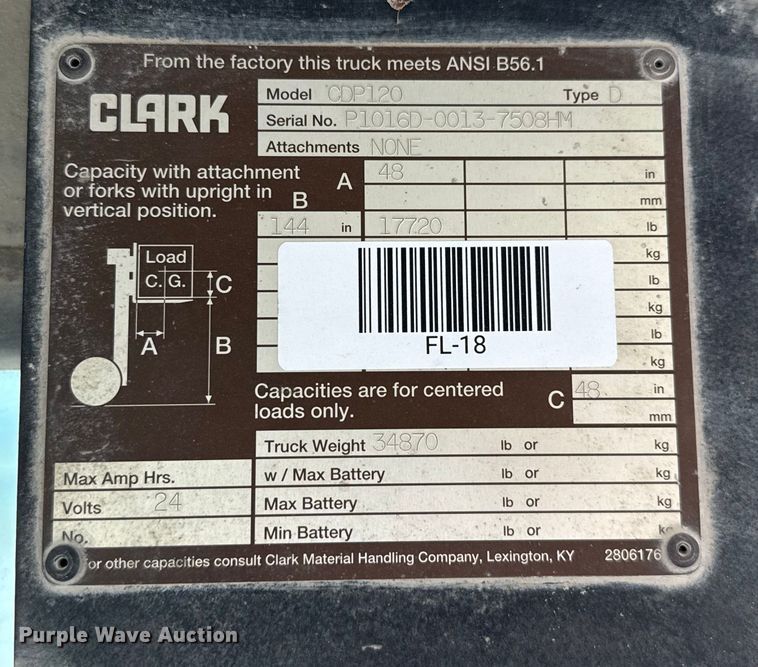 From the factory this truck meets ANSI B56.1
CLARK
Model CDP120 Type D
Serial No. P1016D-0013-7508HM
Attachments NONE
Capacity with attachment
or forks with upright in
vertical position.
A 48 in
B mm
144 in 17720 lb
kg
lb
kg
lb
kg
Load
C. G.
C
A
B
FL-18
Capacities are for centered
loads only.
C 48 in
mm
Truck Weight 34870 lb or kg
Max Amp Hrs. w / Max Battery lb or kg
Volts 24 Max Battery lb or kg
No. Min Battery lb or kg
For other capacities consult Clark Material Handling Company, Lexington, KY 2806176
Purple Wave Auction